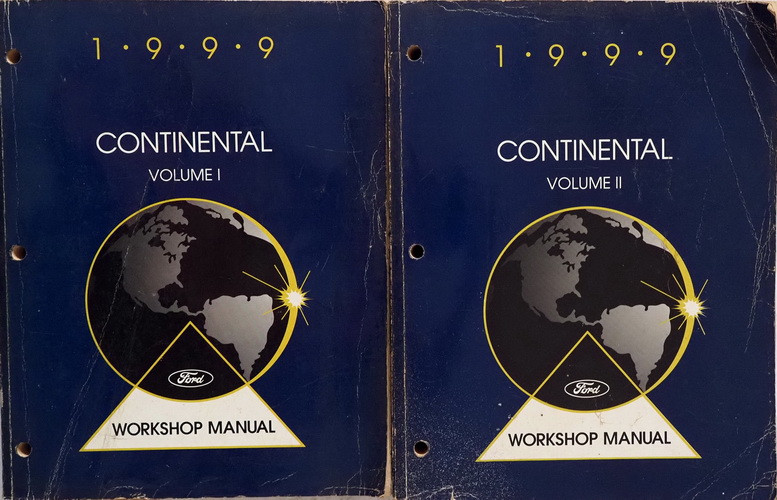 1·9·9·9
CONTINENTAL
VOLUME I
Ford
WORKSHOP MANUAL
1·9·9·9
CONTINENTAL
VOLUME II
Ford
WORKSHOP MANUAL